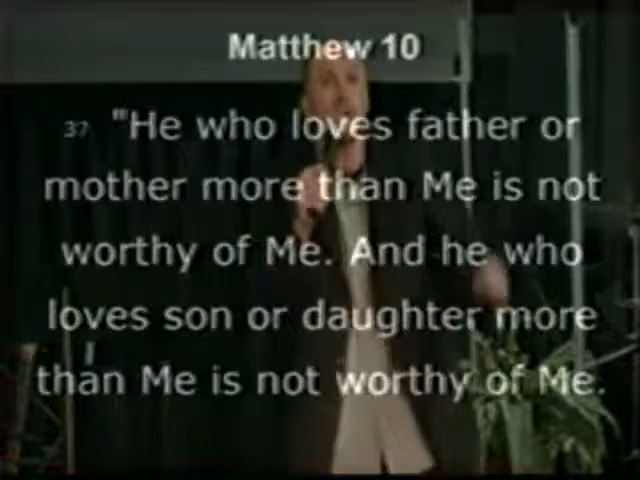 Matthew 10
37 "He who loves father or
mother more than Me is not
worthy of Me. And he who
loves son or daughter more
than Me is not worthy of Me.